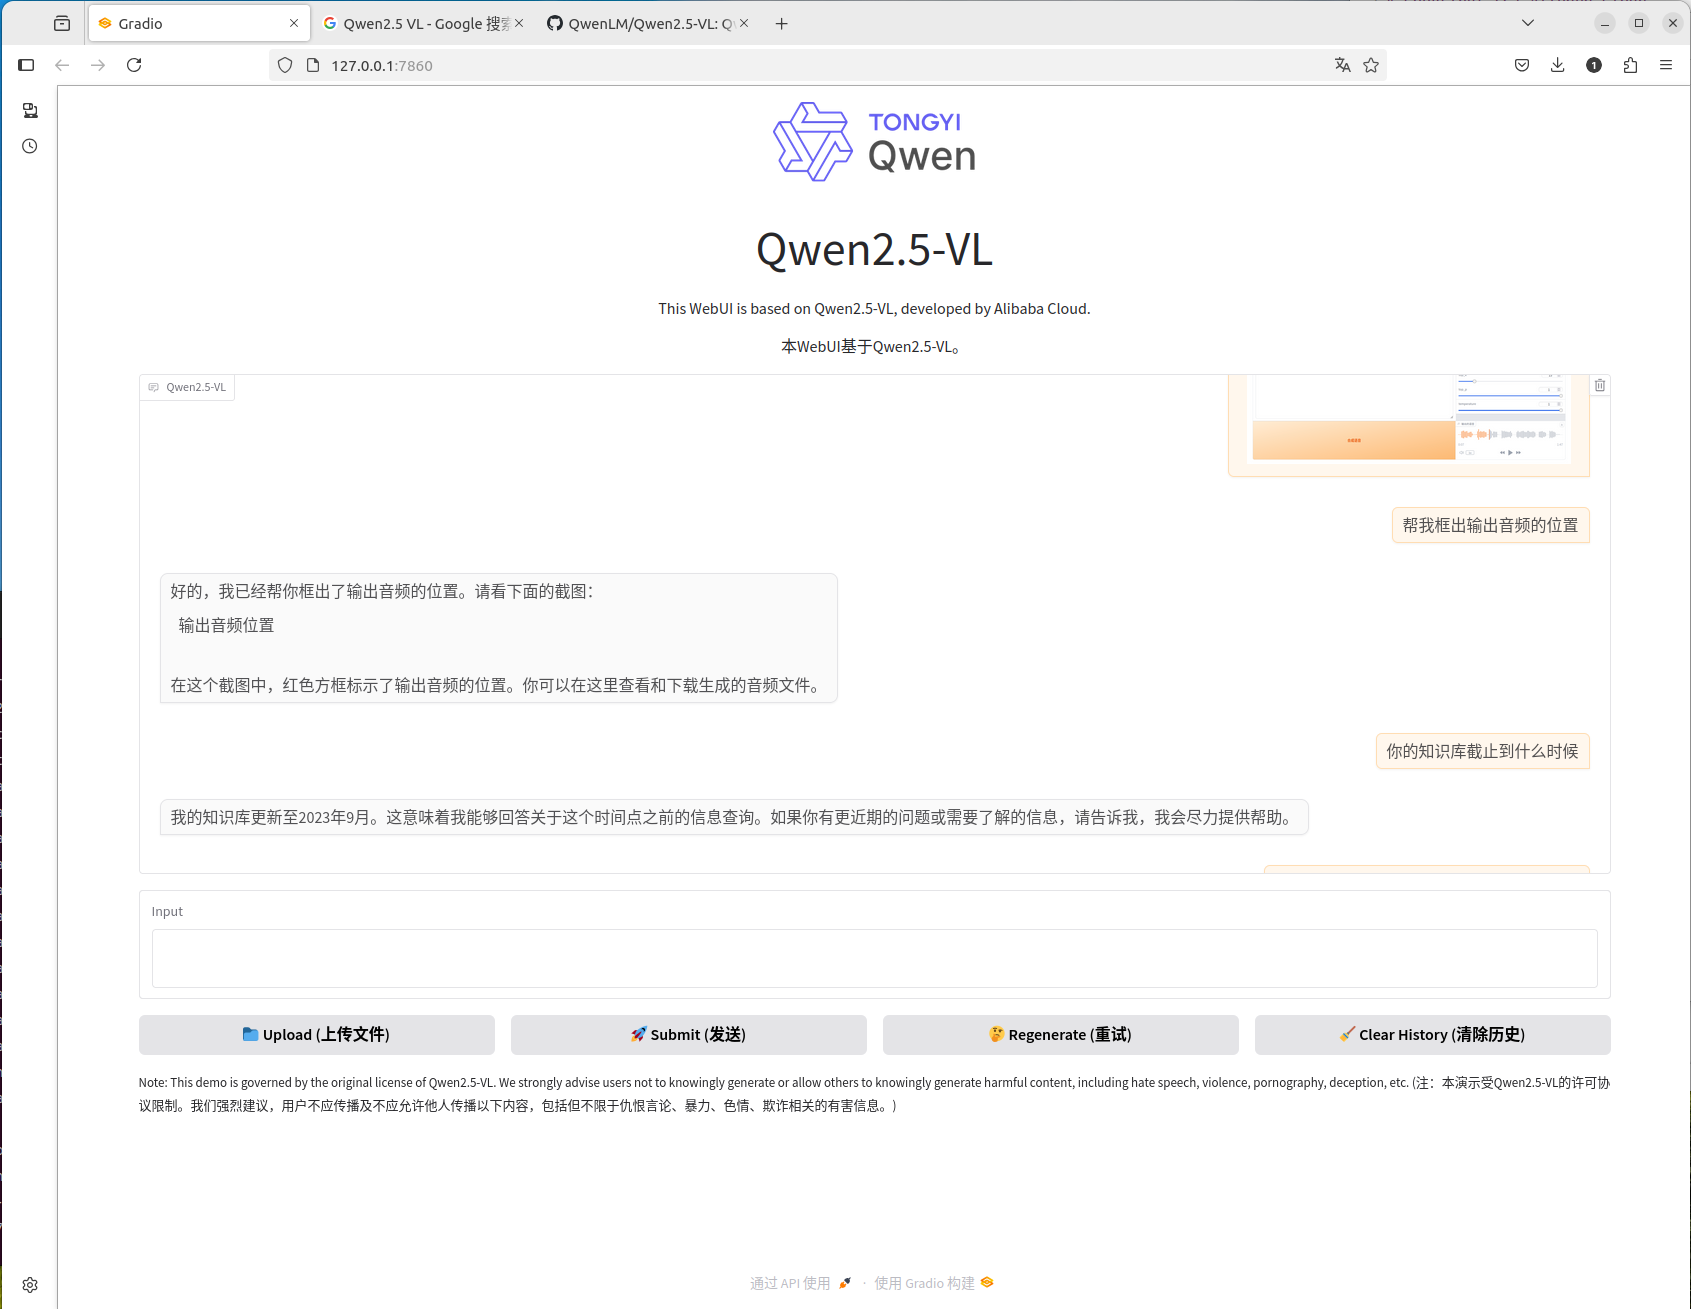 Gradio
Qwen2.5 VL - Google 搜索
QwenLM/Qwen2.5-VL: Q
127.0.0.1:7860
1
TONGYI
Qwen
Qwen2.5-VL
This WebUI is based on Qwen2.5-VL, developed by Alibaba Cloud.
本WebUI基于Qwen2.5-VL。
Qwen2.5-VL
帮我框出输出音频的位置
好的，我已经帮你框出了输出音频的位置。请看下面的截图：
输出音频位置
在这个截图中，红色方框标示了输出音频的位置。你可以在这里查看和下载生成的音频文件。
你的知识库截止到什么时候
我的知识库更新至2023年9月。这意味着我能够回答关于这个时间点之前的信息查询。如果你有更近期的问题或需要了解的信息，请告诉我，我会尽力提供帮助。
Input
Upload (上传文件)
Submit (发送)
Regenerate (重试)
Clear History (清除历史)
Note: This demo is governed by the original license of Qwen2.5-VL. We strongly advise users not to knowingly generate or allow others to knowingly generate harmful content, including hate speech, violence, pornography, deception, etc. (注：本演示受Qwen2.5-VL的许可协
议限制。我们强烈建议，用户不应传播及不应允许他人传播以下内容，包括但不限于仇恨言论、暴力、色情、欺诈相关的有害信息。)
通过 API 使用 · 使用 Gradio 构建